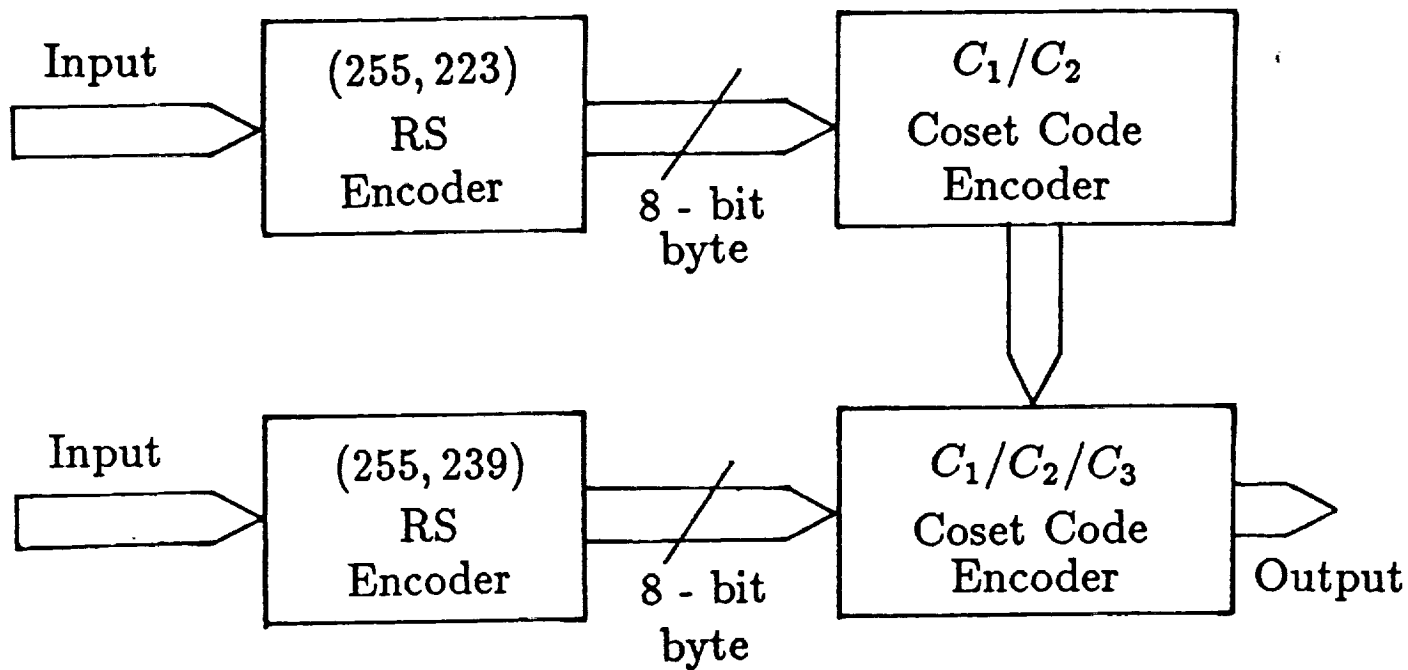 Input
(255, 223)
RS
Encoder
8 - bit
byte
C₁/C₂
Coset Code
Encoder
Input
(255, 239)
RS
Encoder
8 - bit
byte
C₁/C₂/C₃
Coset Code
Encoder
Output